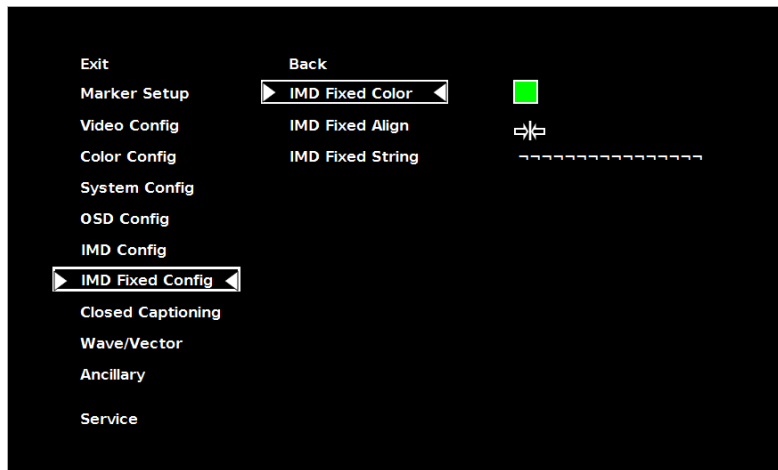 Exit
Back
Marker Setup
IMD Fixed Color
Video Config
IMD Fixed Align
Color Config
IMD Fixed String
¬¬¬¬¬¬¬¬¬¬¬¬¬¬¬¬
System Config
OSD Config
IMD Config
IMD Fixed Config
Closed Captioning
Wave/Vector
Ancillary
Service